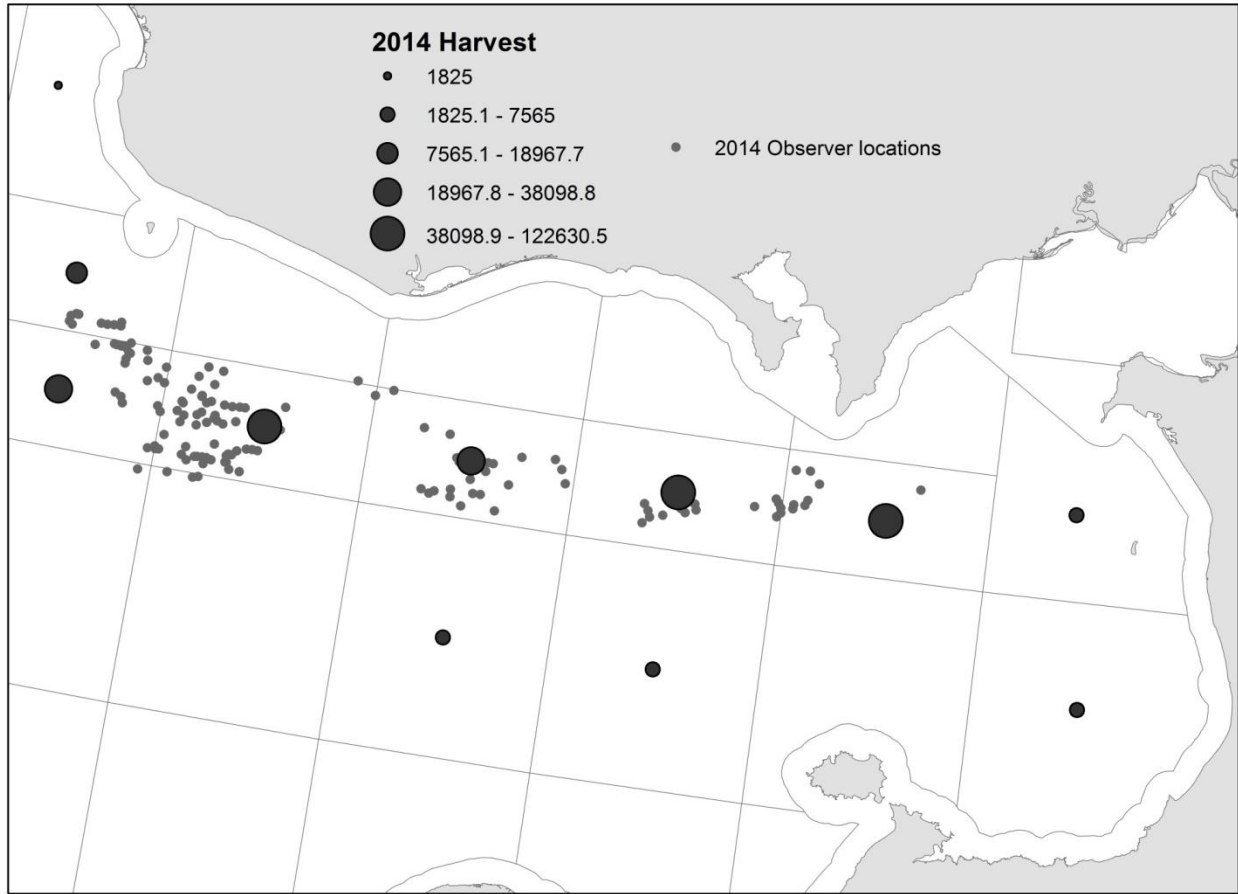 2014 Harvest
1825
1825.1 - 7565
7565.1 - 18967.7
18967.8 - 38098.8
38098.9 - 122630.5
2014 Observer locations